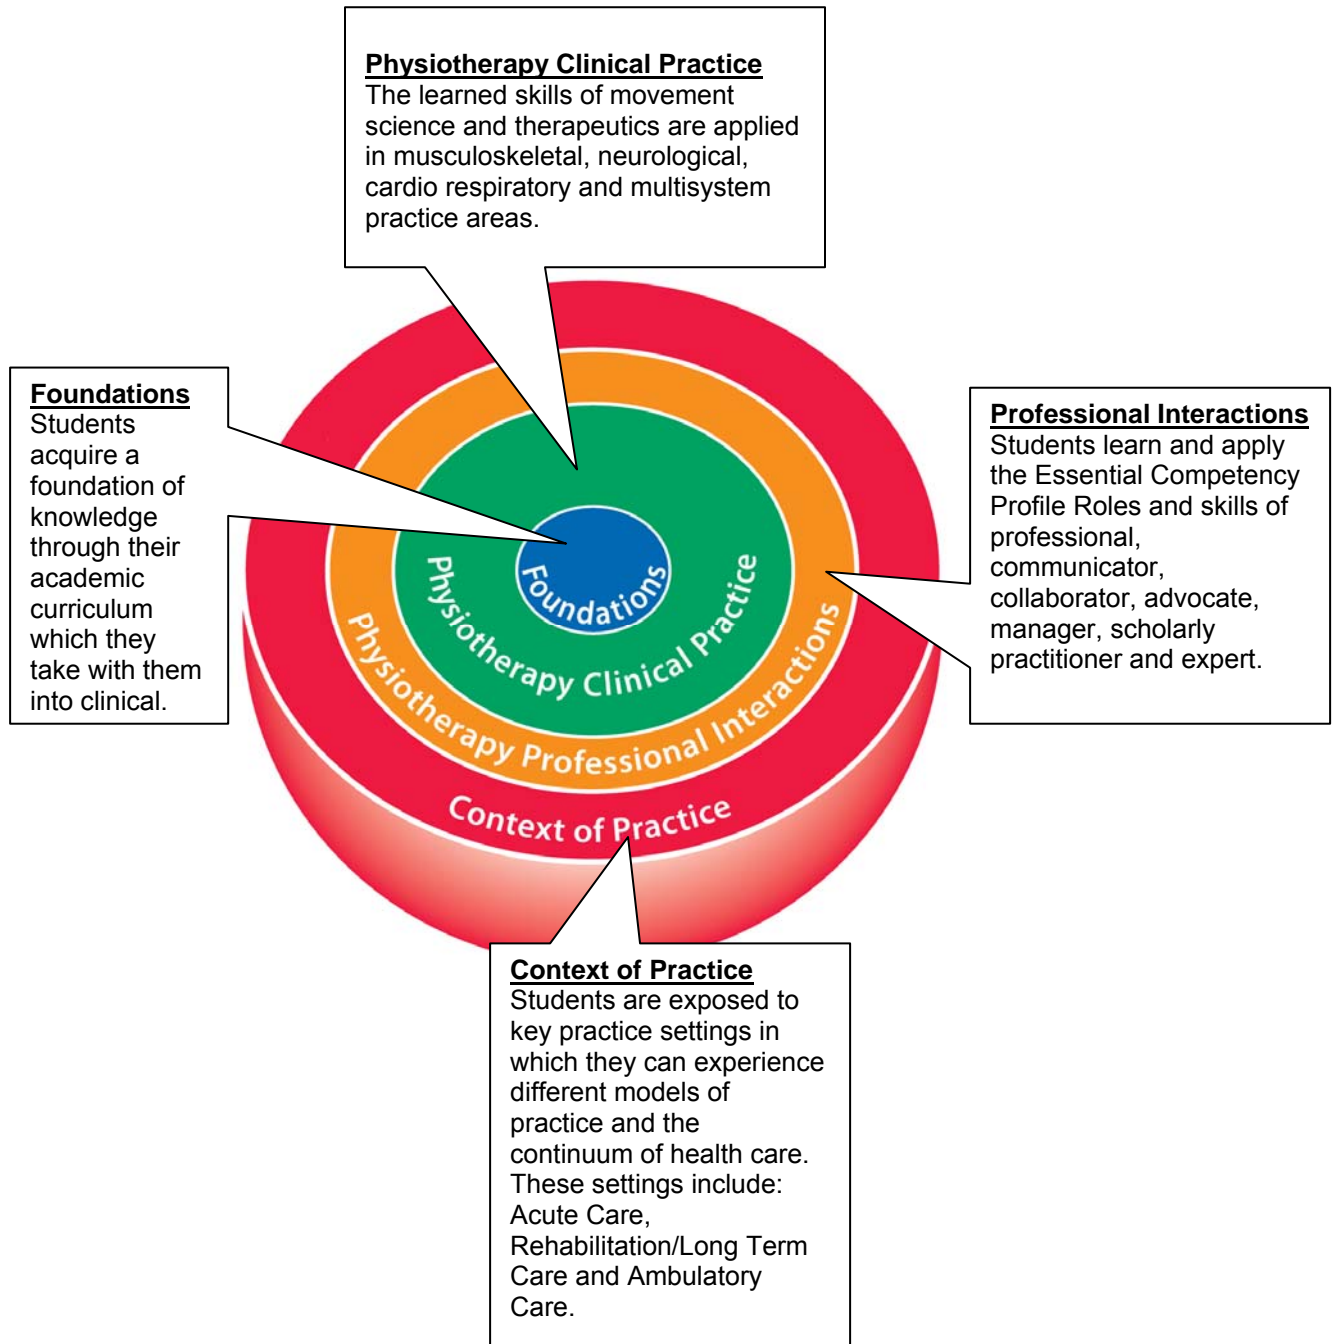 Physiotherapy Clinical Practice
The learned skills of movement
science and therapeutics are applied
in musculoskeletal, neurological,
cardio respiratory and multisystem
practice areas.
Foundations
Students
acquire a
foundation of
knowledge
through their
academic
curriculum
which they
take with them
into clinical.
Professional Interactions
Students learn and apply
the Essential Competency
Profile Roles and skills of
professional,
communicator,
collaborator, advocate,
manager, scholarly
practitioner and expert.
Foundations
Physiotherapy Clinical Practice
Physiotherapy Professional Interactions
Context of Practice
Context of Practice
Students are exposed to
key practice settings in
which they can experience
different models of
practice and the
continuum of health care.
These settings include:
Acute Care,
Rehabilitation/Long Term
Care and Ambulatory
Care.